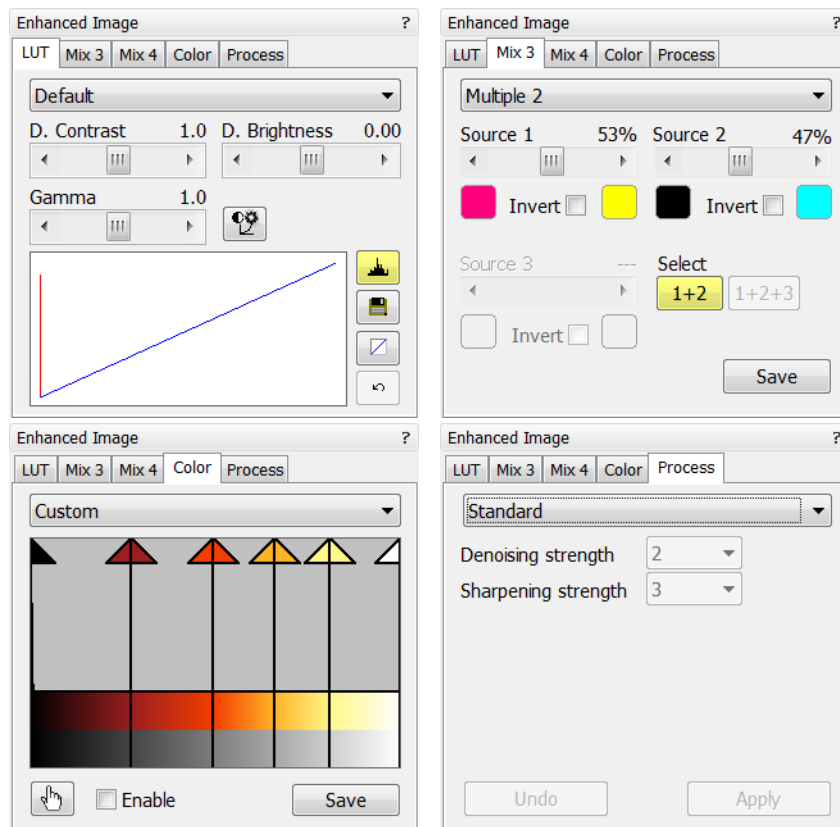 Enhanced Image ?
LUT Mix 3 Mix 4 Color Process
Default
D. Contrast 1.0 D. Brightness 0.00
Gamma 1.0
Enhanced Image ?
LUT Mix 3 Mix 4 Color Process
Multiple 2
Source 1 53% Source 2 47%
Invert Invert
Source 3 --- Select
1+2 1+2+3
Invert
Save
Enhanced Image ?
LUT Mix 3 Mix 4 Color Process
Custom
Enable Save
Enhanced Image ?
LUT Mix 3 Mix 4 Color Process
Standard
Denoising strength 2
Sharpening strength 3
Undo Apply